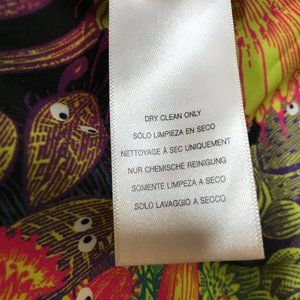 DRY CLEAN ONLY
SÓLO LIMPIEZA EN SECO
NETTOYAGE À SEC UNIQUEMENT
NUR CHEMISCHE REINIGUNG
SOMENTE LIMPEZA A SECO
SOLO LAVAGGIO A SECCO